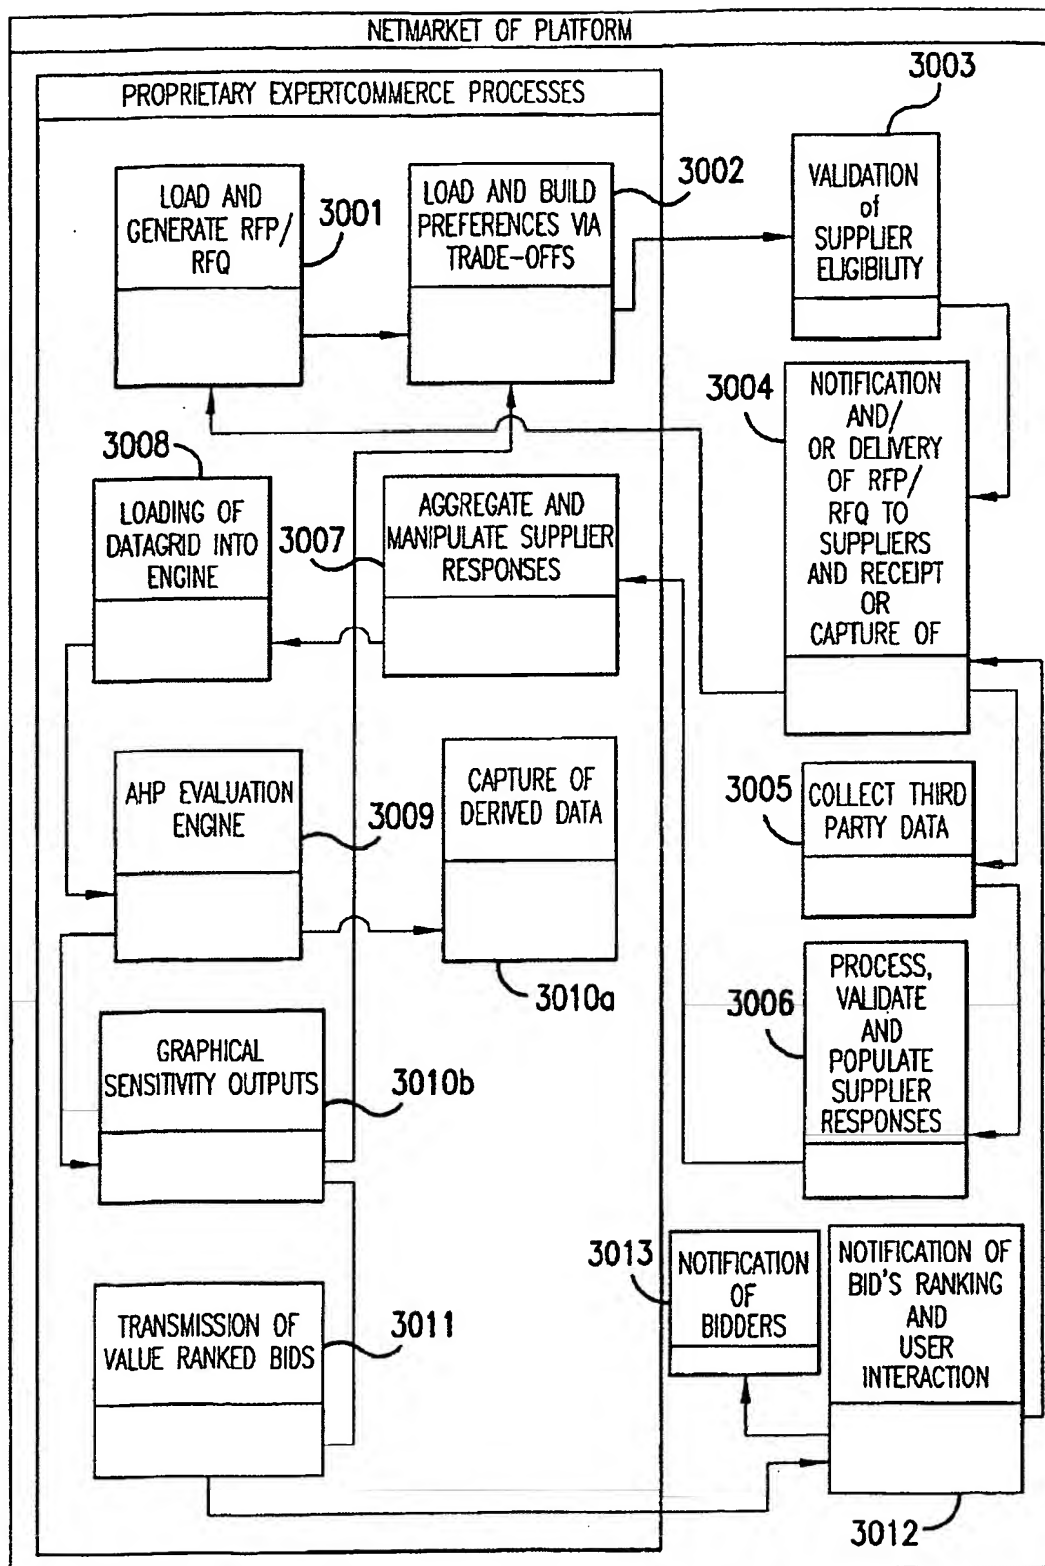 NETMARKET OF PLATFORM
PROPRIETARY EXPERTCOMMERCE PROCESSES
LOAD AND
GENERATE RFP/
RFQ
3001
LOAD AND BUILD
PREFERENCES VIA
TRADE-OFFS
3002
3003
VALIDATION
of
SUPPLIER
ELIGIBILITY
3004
NOTIFICATION
AND/
OR DELIVERY
OF RFP/
RFQ TO
SUPPLIERS
AND RECEIPT
OR
CAPTURE OF
3008
LOADING OF
DATAGRID INTO
ENGINE
3007
AGGREGATE AND
MANIPULATE SUPPLIER
RESPONSES
AHP EVALUATION
ENGINE
3009
CAPTURE OF
DERIVED DATA
3010a
3005
COLLECT THIRD
PARTY DATA
3006
PROCESS,
VALIDATE
AND
POPULATE
SUPPLIER
RESPONSES
GRAPHICAL
SENSITIVITY OUTPUTS
3010b
TRANSMISSION OF
VALUE RANKED BIDS
3011
3013
NOTIFICATION
OF
BIDDERS
NOTIFICATION OF
BID'S RANKING
AND
USER
INTERACTION
3012